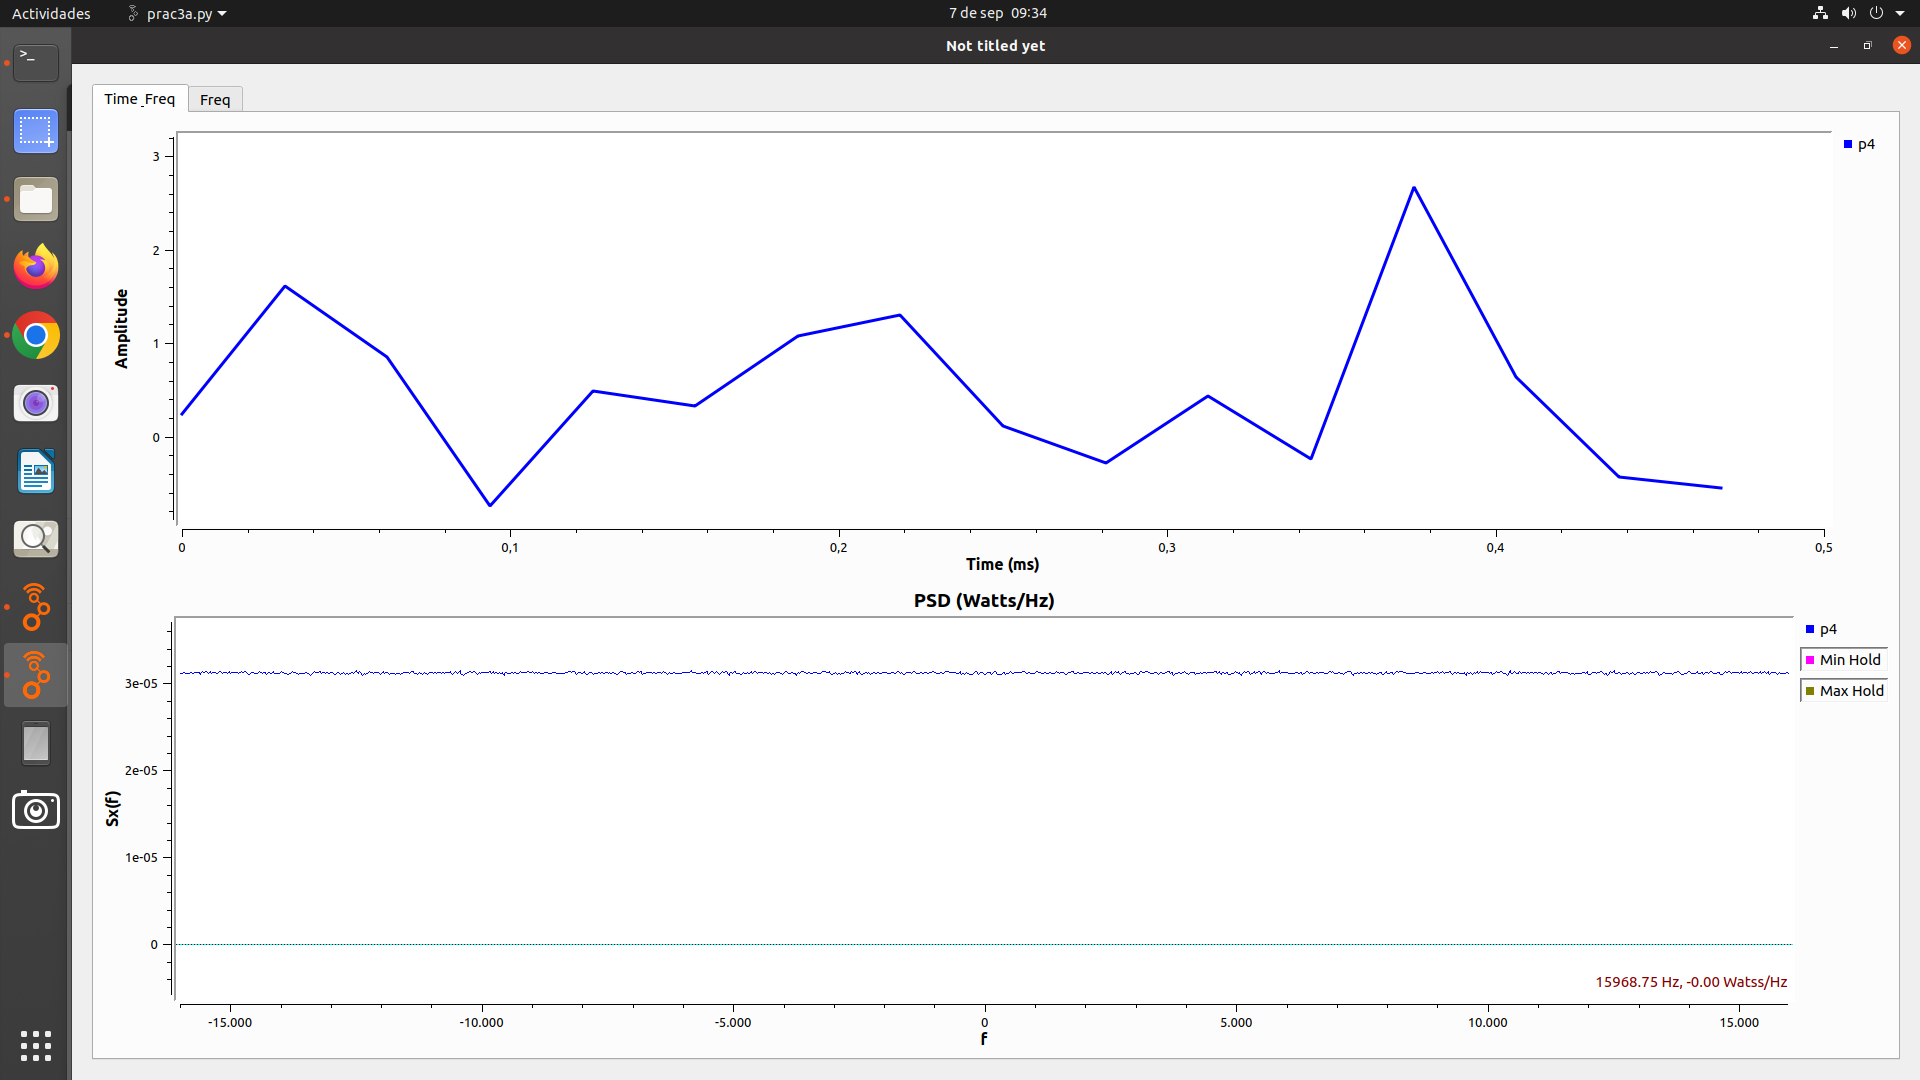 Actividades
prac3a.py
7 de sep 09:34
Not titled yet
Time_Freq
Freq
>_
Amplitude
3
2
1
0
p4
0
0,1
0,2
0,3
0,4
0,5
Time (ms)
PSD (Watts/Hz)
Sx(f)
3e-05
2e-05
1e-05
0
p4
Min Hold
Max Hold
15968.75 Hz, -0.00 Watss/Hz
-15.000
-10.000
-5.000
0
5.000
10.000
15.000
f